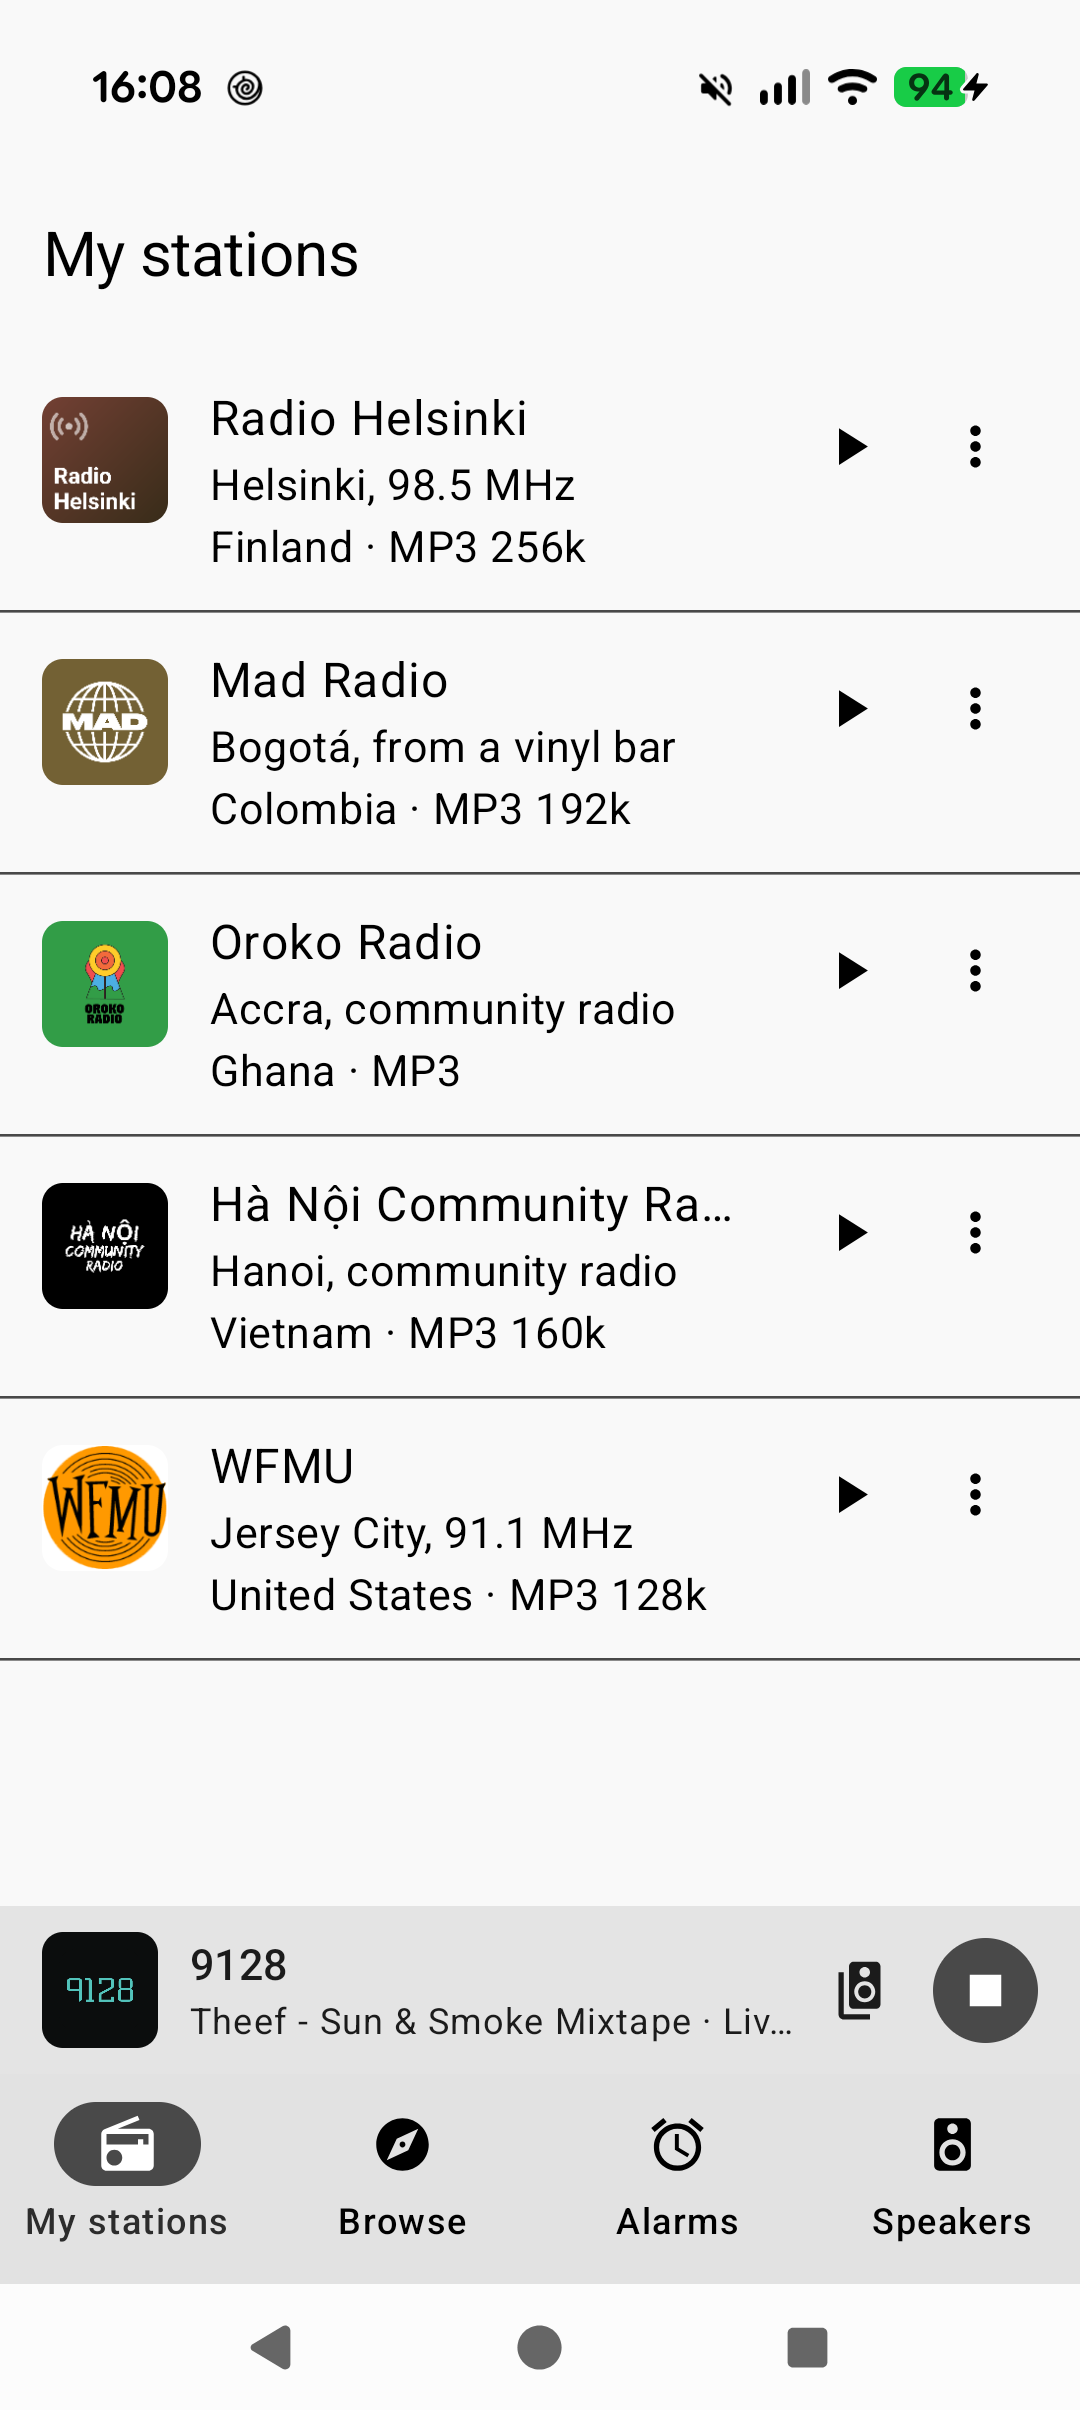 16:08
94
My stations
Radio
Helsinki
Radio Helsinki
Helsinki, 98.5 MHz
Finland · MP3 256k
MAD
Mad Radio
Bogotá, from a vinyl bar
Colombia · MP3 192k
OROKO
RADIO
Oroko Radio
Accra, community radio
Ghana · MP3
HÀ NỘI
COMMUNITY
RADIO
Hà Nội Community Ra...
Hanoi, community radio
Vietnam · MP3 160k
WFMU
WFMU
Jersey City, 91.1 MHz
United States · MP3 128k
9128
9128
Theef - Sun & Smoke Mixtape · Liv...
My stations
Browse
Alarms
Speakers